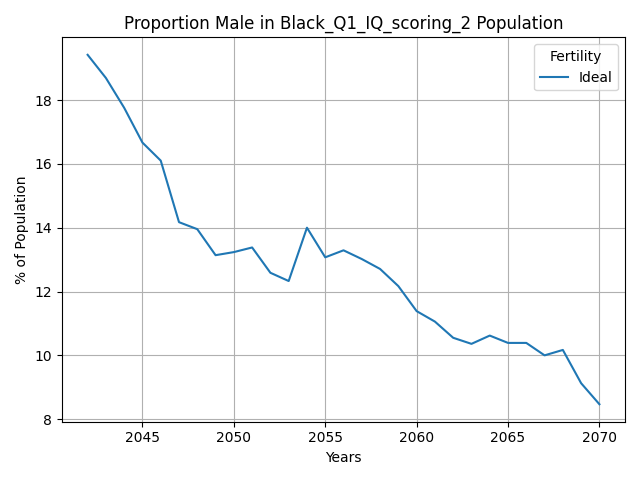 Proportion Male in Black_Q1_IQ_scoring_2 Population
Fertility
Ideal
% of Population
18
16
14
12
10
8
2045 2050 2055 2060 2065 2070
Years